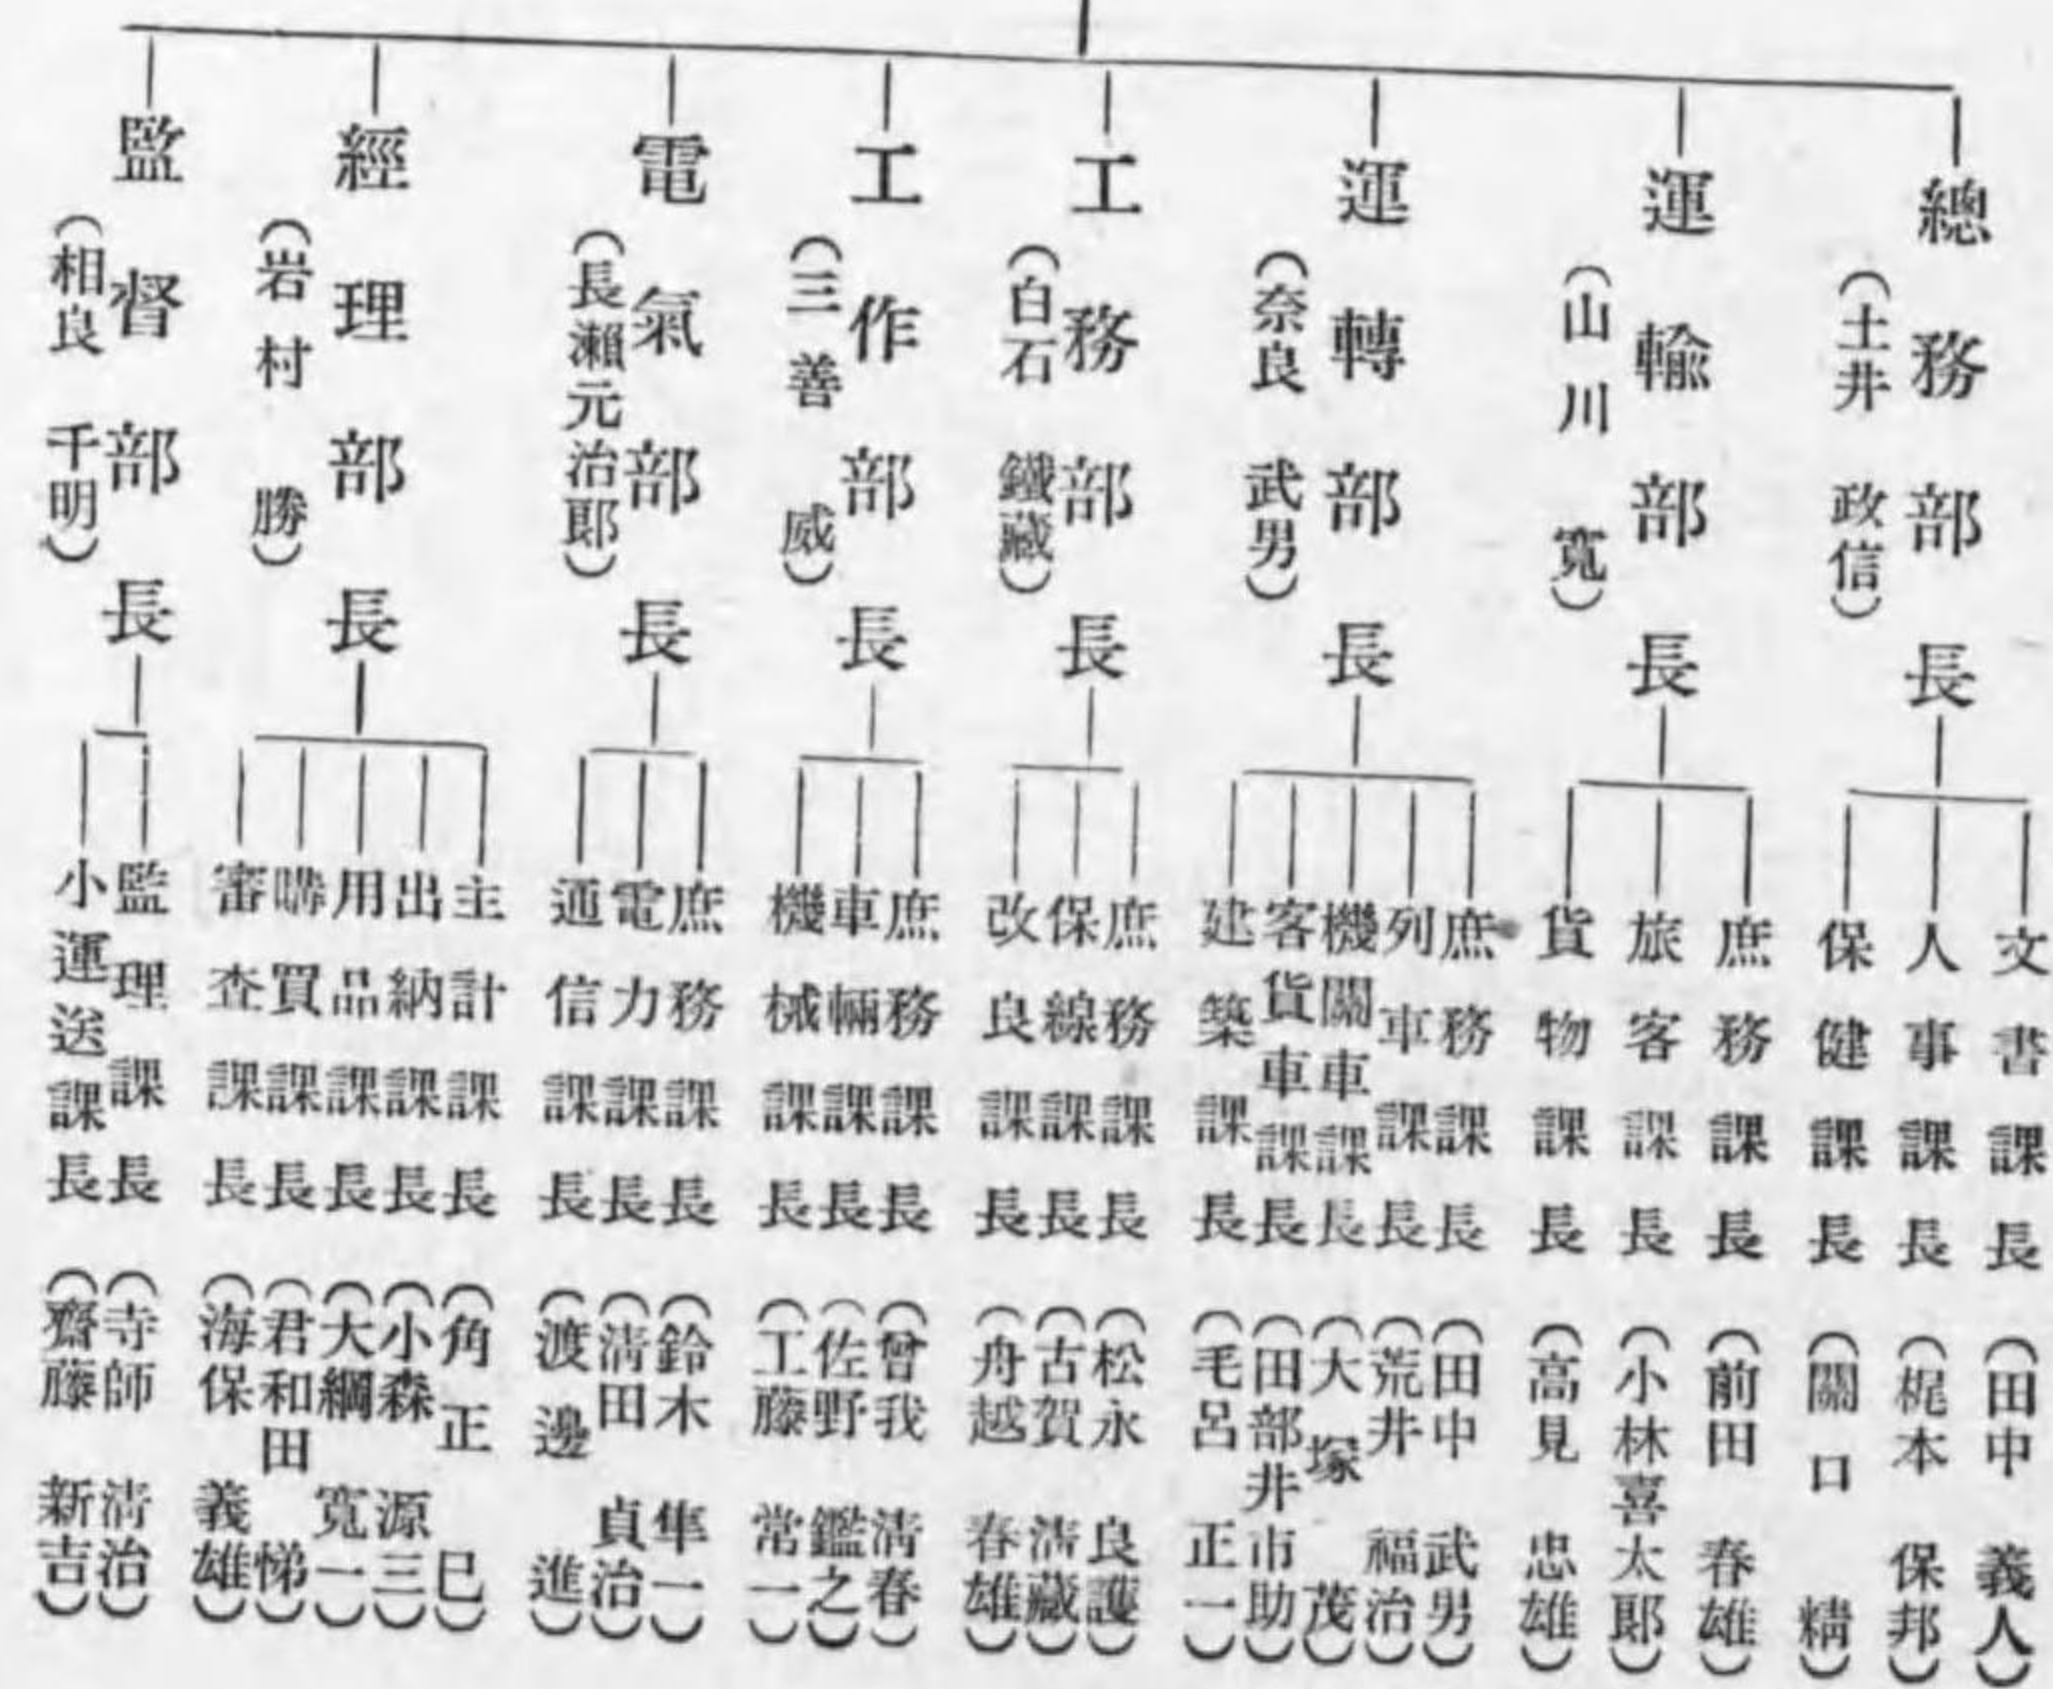 總務部長
(土井 政信)
文書課長 (田中 義人)
人事課長 (梶本 保邦)
保健課長 (關口 精)
運輸部長
(山川 寬)
庶務課長 (前田 春雄)
旅客課長 (小林喜太郞)
貨物課長 (高見 忠雄)
運轉部長
(奈良 武男)
庶務課長 (田中 武男)
列車課長 (荒井 福治)
機關車課長 (大塚 茂)
客貨車課長 (田部井市助)
建築課長 (毛呂 正一)
工務部長
(白石 鐵藏)
庶務課長 (松永 良護)
保線課長 (古賀 淸藏)
改良課長 (舟越 春雄)
工作部長
(三善 威)
庶務課長 (曾我 淸春)
車輛課長 (佐野 鑑之)
機械課長 (工藤 常一)
電氣部長
(長瀨元治郞)
庶務課長 (鈴木 隼一)
電力課長 (淸田 貞治)
通信課長 (渡邊 進)
經理部長
(岩村 勝)
主計課長 (角正 巳)
出納課長 (小森 源三)
用品課長 (大綱 寬一)
購買課長 (君和田 悌)
審査課長 (海保 義雄)
監督部長
(相良 千明)
監理課長 (寺師 淸治)
小運送課長 (齋藤 新吉)